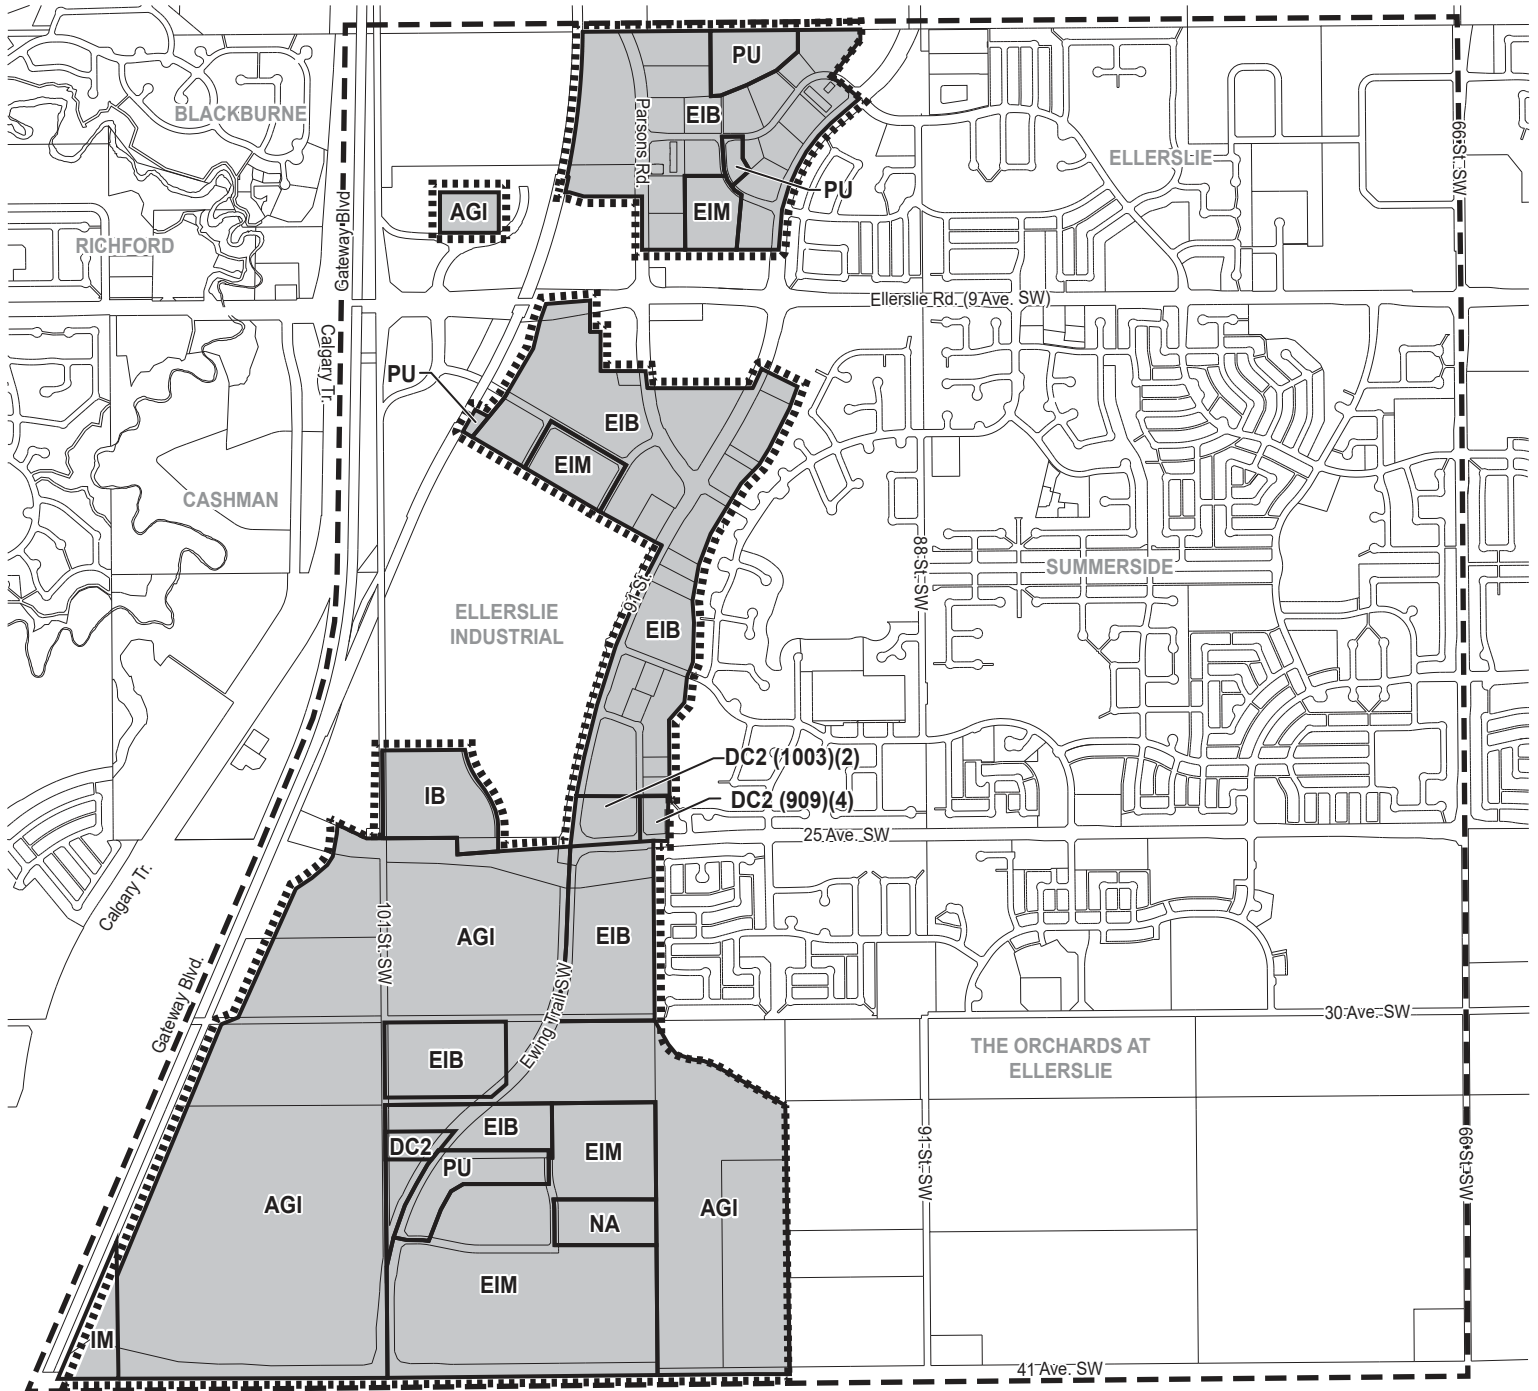 PU
BLACKBURNE
EIB
Parsons Rd.
66 St. SW
ELLERSLIE
PU
AGI
EIM
RICHFORD
Gateway Blvd
Ellerslie Rd. (9 Ave. SW)
Calgary Tr.
PU
EIB
EIM
CASHMAN
88 St. SW
SUMMERSIDE
91 St.
ELLERSLIE
INDUSTRIAL
EIB
DC2 (1003)(2)
IB
DC2 (909)(4)
25 Ave. SW
Calgary Tr.
101 St. SW
AGI
EIB
Gateway Blvd.
Ewing Trail SW
30 Ave. SW
EIB
THE ORCHARDS AT
ELLERSLIE
EIB
DC2
EIM
PU
91 St. SW
66 St. SW
AGI
AGI
NA
EIM
IM
41 Ave. SW